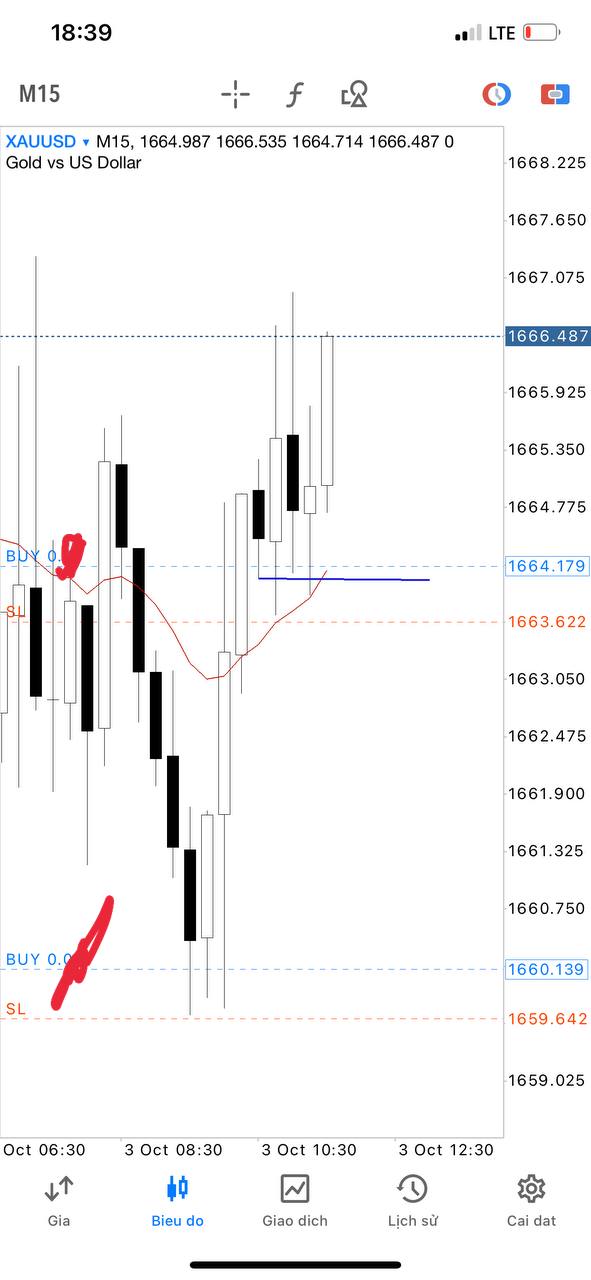 18:39
LTE
M15
XAUUSD ▾ M15, 1664.987 1666.535 1664.714 1666.487 0
Gold vs US Dollar
1668.225
1667.650
1667.075
1666.487
1665.925
1665.350
1664.775
BUY 0.
1664.179
SL
1663.622
1663.050
1662.475
1661.900
1661.325
1660.750
BUY 0.0
1660.139
SL
1659.642
1659.025
Oct 06:30 3 Oct 08:30 3 Oct 10:30 3 Oct 12:30
Gia Bieu do Giao dich Lịch sử Cai dat